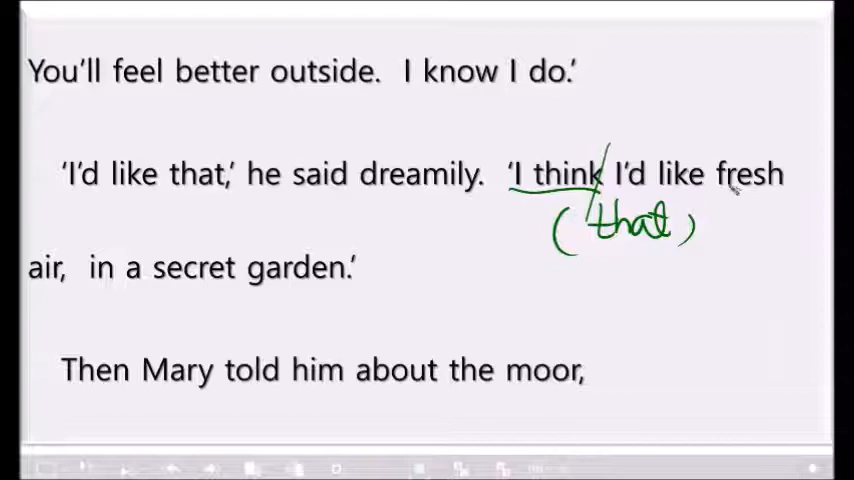 You'll feel better outside.  I know I do.'
'I'd like that,' he said dreamily.  'I think I'd like fresh
(that)
air,  in a secret garden.'
Then Mary told him about the moor,